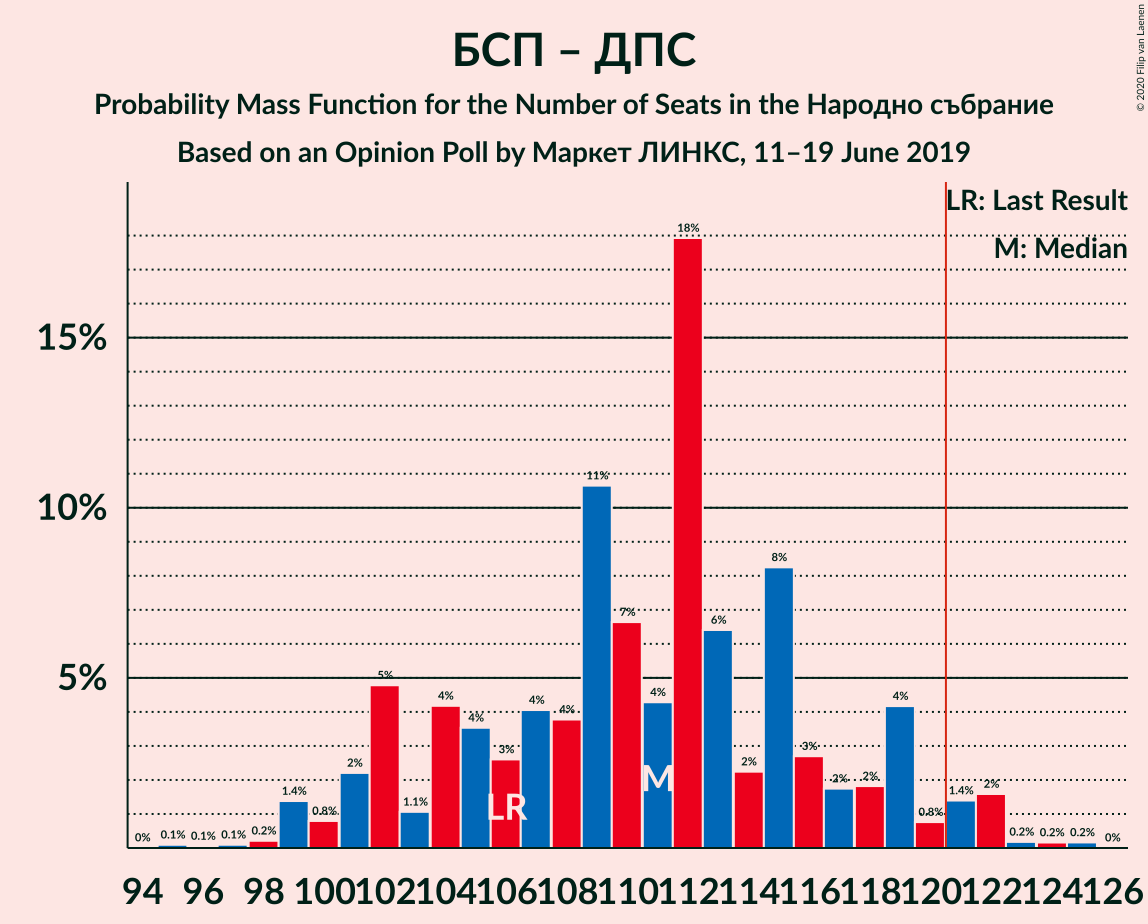 БСП – ДПС
Probability Mass Function for the Number of Seats in the Народно събрание
Based on an Opinion Poll by Маркет ЛИНКС, 11–19 June 2019
© 2020 Filip van Laenen
LR: Last Result
M: Median
15%
10%
5%
0% 0.1% 0.1% 0.1% 0.2% 1.4% 0.8% 2% 5% 1.1% 4% 4% 3% 4% 4% 11% 7% 4% 18% 6% 2% 8% 3% 2% 2% 4% 0.8% 1.4% 2% 0.2% 0.2% 0.2% 0%
LR
M
94 96 98 100 102 104 106 108 110 112 114 116 118 120 122 124 126